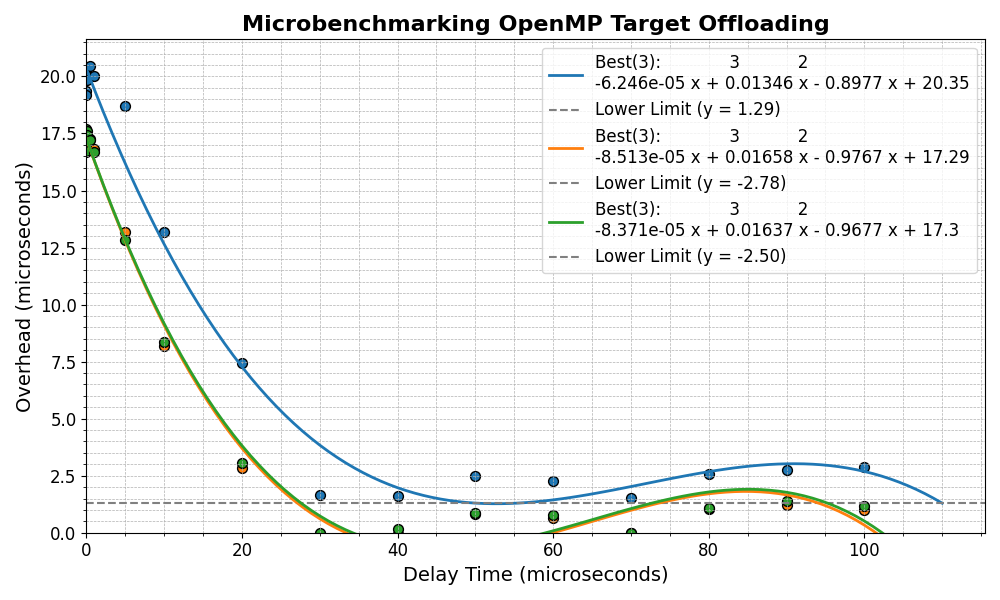 Microbenchmarking OpenMP Target Offloading
Best(3): 3 2
-6.246e-05 x + 0.01346 x - 0.8977 x + 20.35
Lower Limit (y = 1.29)
Best(3): 3 2
-8.513e-05 x + 0.01658 x - 0.9767 x + 17.29
Lower Limit (y = -2.78)
Best(3): 3 2
-8.371e-05 x + 0.01637 x - 0.9677 x + 17.3
Lower Limit (y = -2.50)
Overhead (microseconds)
20.0
17.5
15.0
12.5
10.0
7.5
5.0
2.5
0.0
0 20 40 60 80 100
Delay Time (microseconds)